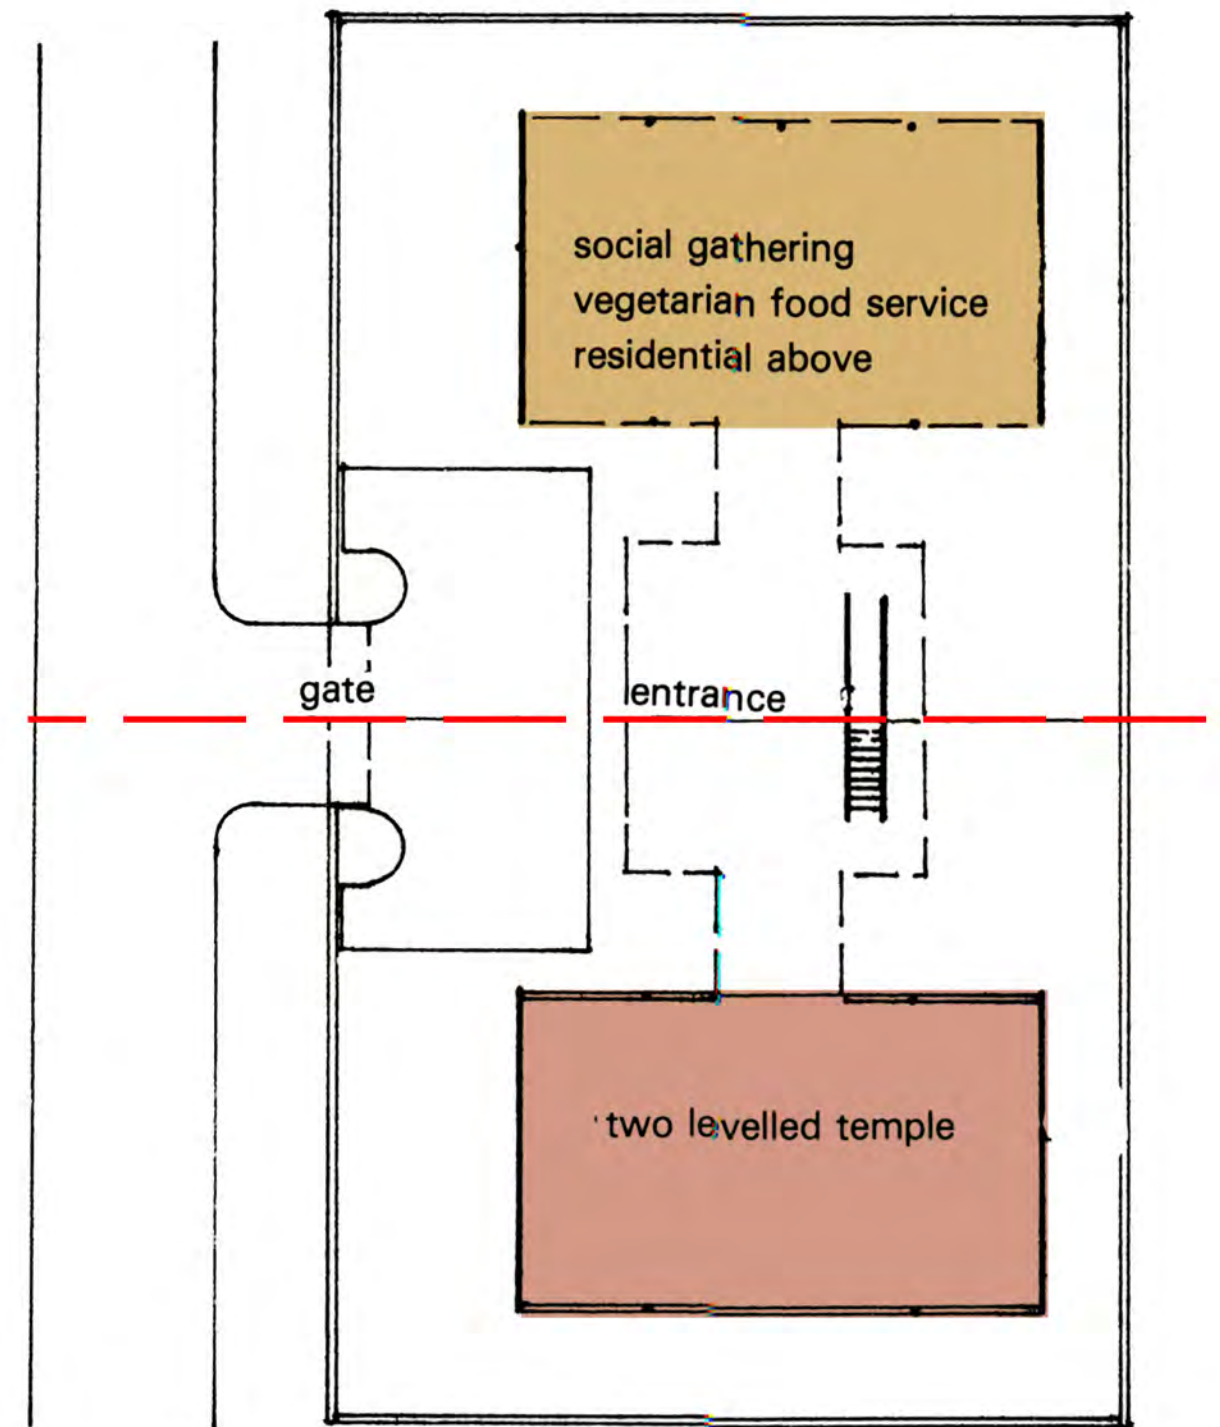 social gathering
vegetarian food service
residential above
gate
entrance
two levelled temple